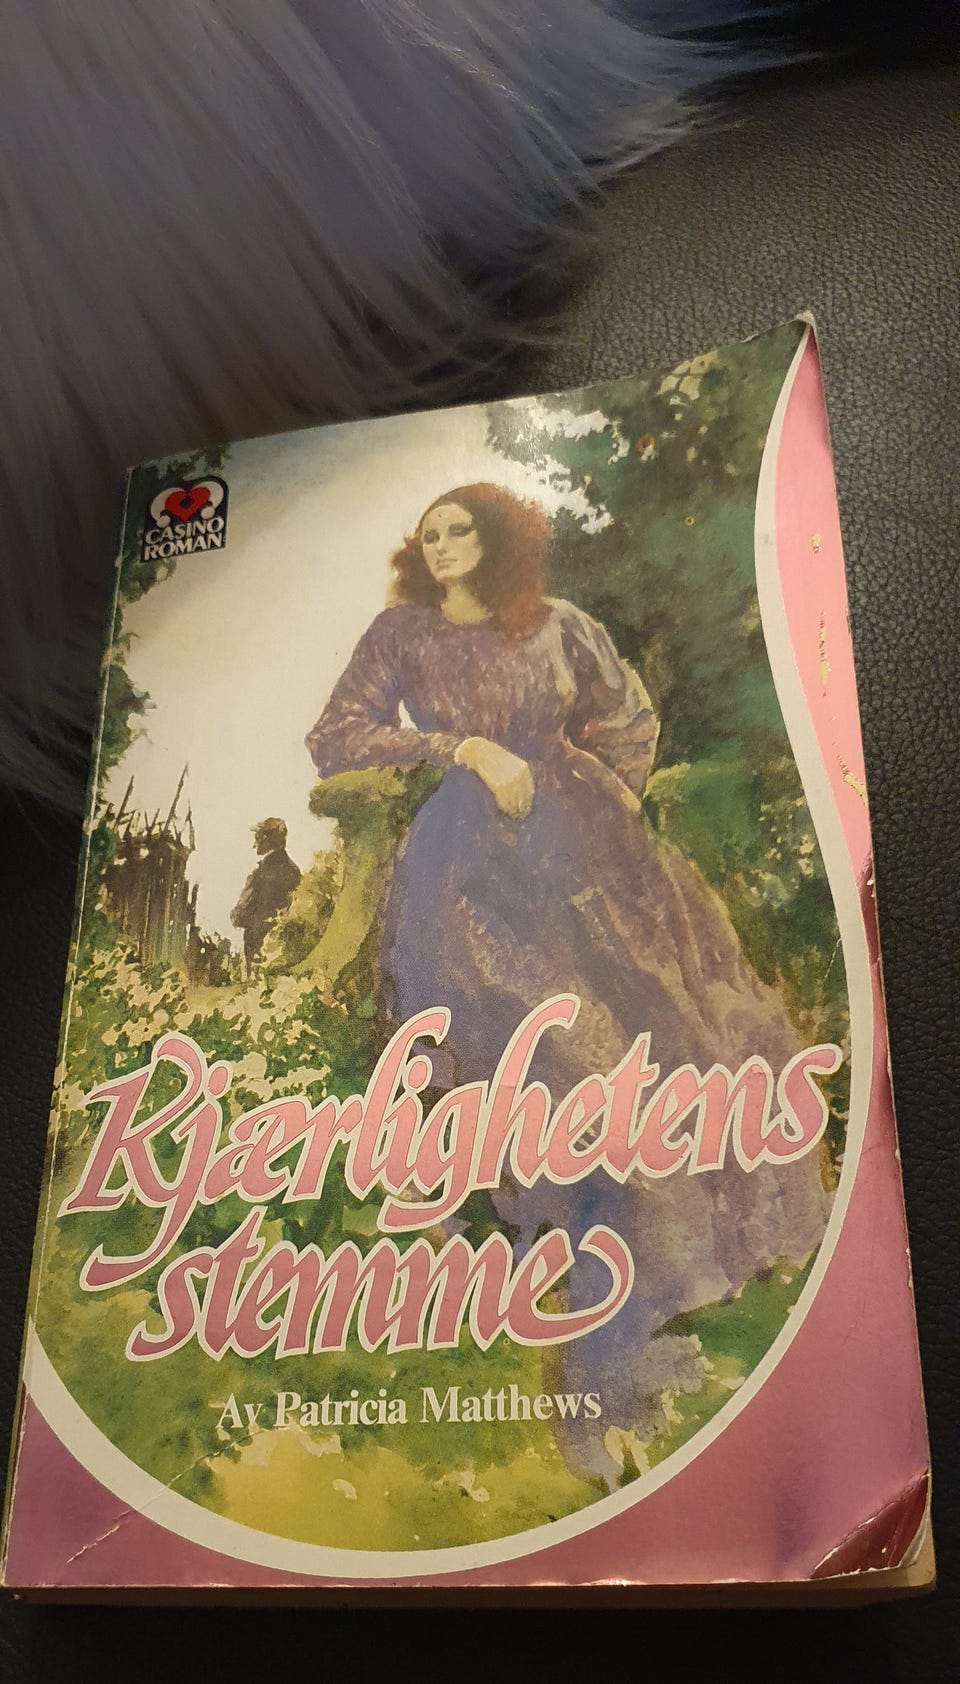 CASINO
ROMAN
Kjærlighetens
stemme
Av Patricia Matthews